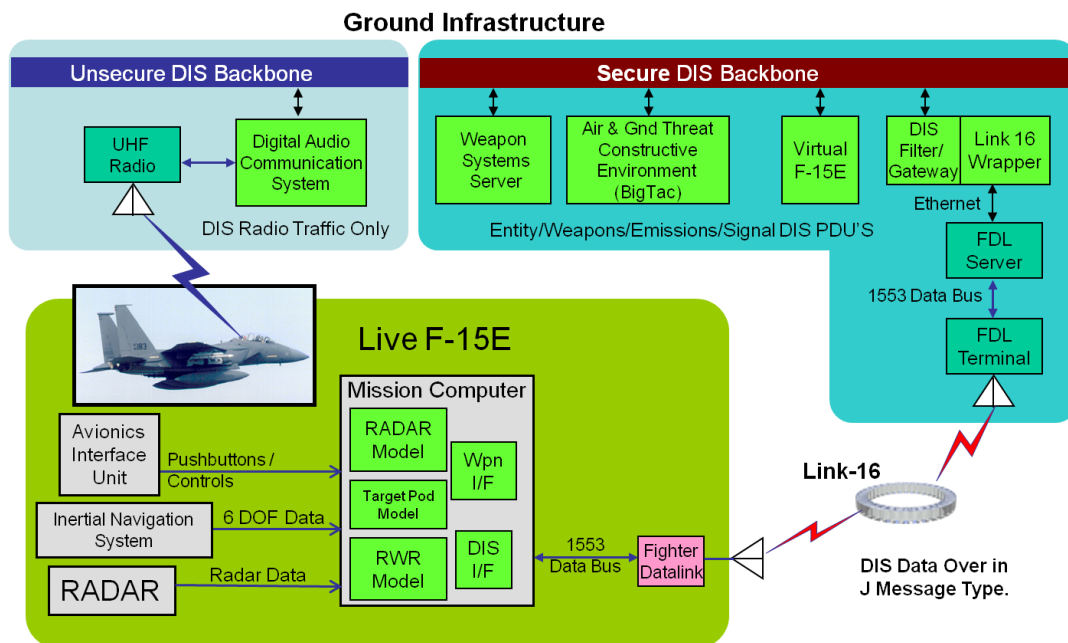 Ground Infrastructure
Unsecure DIS Backbone
UHF
Radio
Digital Audio
Communication
System
DIS Radio Traffic Only
Secure DIS Backbone
Weapon
Systems
Server
Air & Gnd Threat
Constructive
Environment
(BigTac)
Virtual
F-15E
DIS
Filter/
Gateway
Link 16
Wrapper
Entity/Weapons/Emissions/Signal DIS PDU'S
Ethernet
FDL
Server
1553 Data Bus
FDL
Terminal
Live F-15E
Mission Computer
RADAR
Model
Wpn
I/F
Target Pod
Model
RWR
Model
DIS
I/F
Avionics
Interface
Unit
Pushbuttons /
Controls
Inertial Navigation
System
6 DOF Data
RADAR
Radar Data
1553
Data Bus
Fighter
Datalink
Link-16
DIS Data Over in
J Message Type.